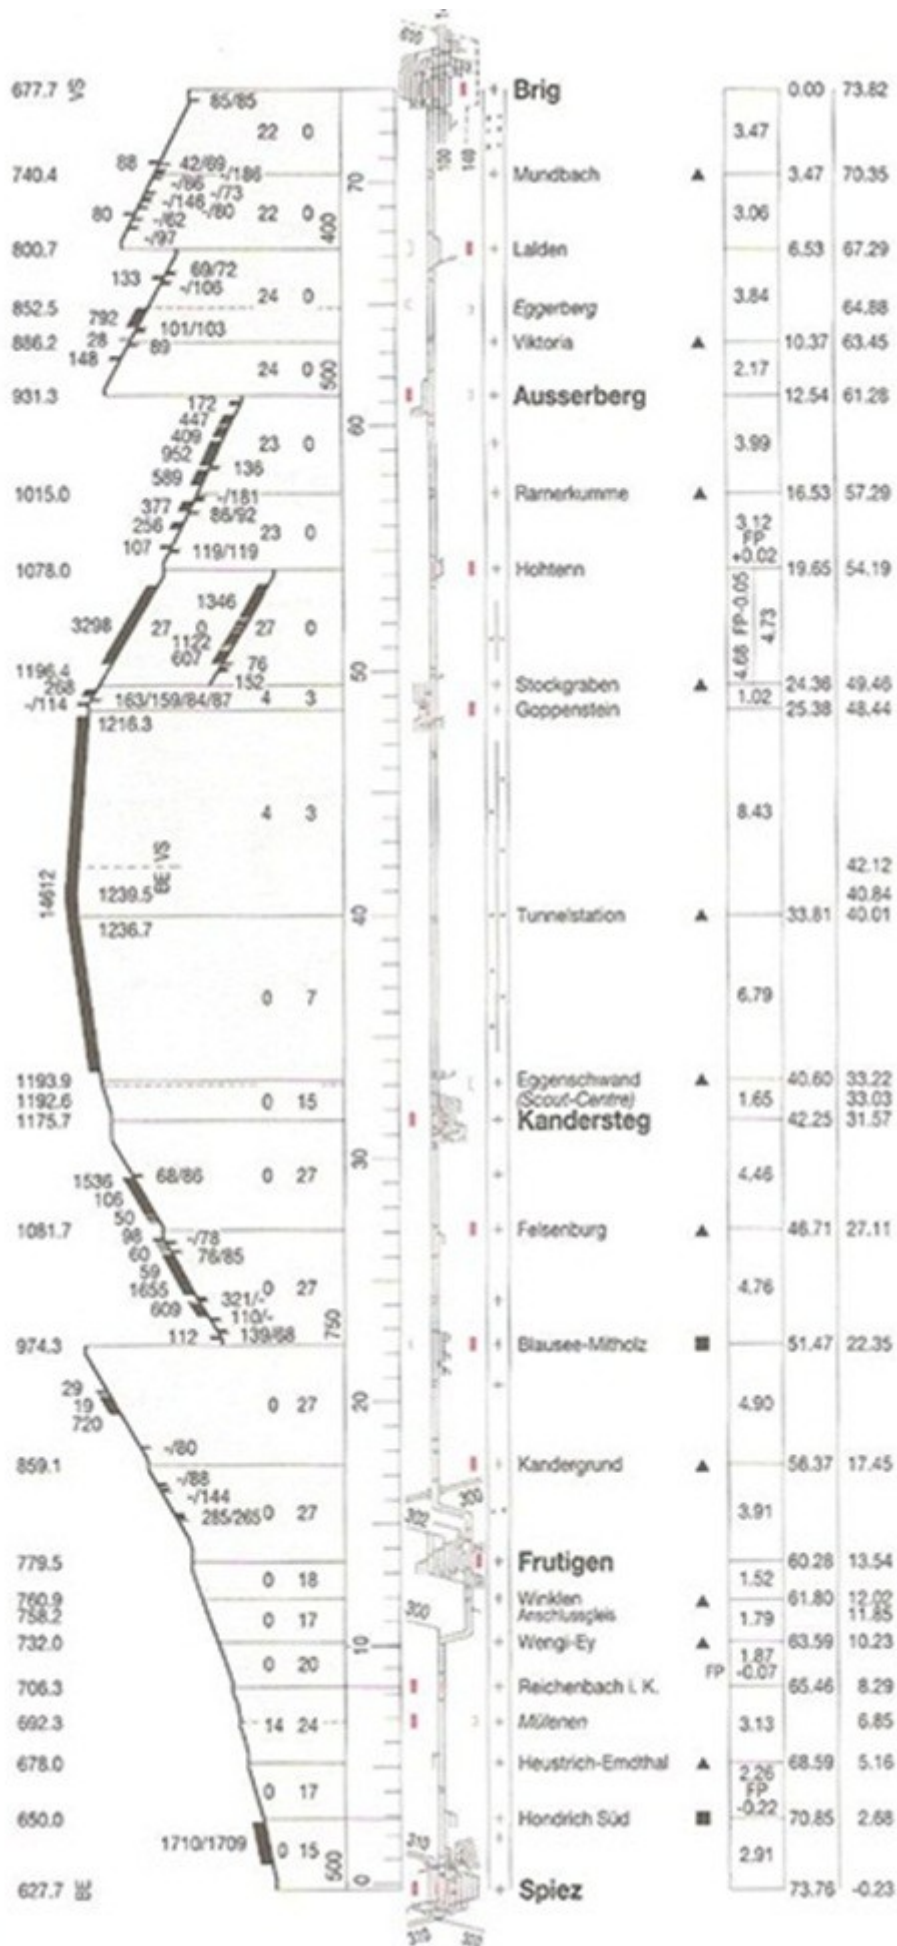 600
677.7 VS 85/85 Brig 0.00 73.82
22 0 3.47
88 42/69 100 140
740.4 -/186 70 Mundbach 3.47 70.35
-/66 -/73
-/146
80 -/80 22 0 3.06
-/62
-/97 400
800.7 Lalden 6.53 67.29
69/72
133 -/106 24 0 3.84
852.5 Eggerberg 64.88
792 101/103
886.2 28 89 Viktoria 10.37 63.45
148 24 0 500 2.17
931.3 Ausserberg 12.54 61.28
172
447 60
409 23 0 3.99
952 136
589
1015.0 -/181 Ramerkumme 16.53 57.29
377 86/92 3.12
256 23 0 FP
107 119/119 +0.02
1078.0 Hohtenn 19.65 54.19
1346
3298 27 0 27 0 4.68 FP-0.05 4.73
1122
607 76
1196.4 152 50 Stockgraben 24.36 49.46
268 163/159/84/87 4 3 1.02
-/114 Goppenstein 25.38 48.44
1216.3
4 3 8.43
BE VS 42.12
14612 1239.5 40.84
1236.7 40 Tunnelstation 33.81 40.01
0 7 6.79
1193.9 Eggenschwand 40.60 33.22
1192.6 0 15 (Scout-Centre) 1.65 33.03
1175.7 Kandersteg 42.25 31.57
30
1536 68/86 0 27 4.46
106
50
1081.7 -/78 Felsenburg 46.71 27.11
98 76/85
60
59 0 27 4.76
1655 321/-
609 110/- 750
112 139/68
974.3 Blausee-Mitholz 51.47 22.35
29 20
19 0 27 4.90
720
-/80
859.1 Kandergrund 56.37 17.45
-/88 300
-/144 302
285/265 0 27 3.91
779.5 Frutigen 60.28 13.54
0 18 1.52
760.9 Winklen 61.80 12.02
758.2 0 17 300 Anschlussgleis 1.79 11.85
732.0 10 Wengi-Ey 63.59 10.23
0 20 1.87
FP -0.07
706.3 Reichenbach i. K. 65.46 8.29
692.3 14 24 Mülenen 3.13 6.85
678.0 Heustrich-Emdthal 68.59 5.16
0 17 2.26
FP
-0.22
650.0 Hondrich Süd 70.85 2.68
1710/1709 0 15 500 310 2.91
627.7 BE 0 Spiez 73.76 -0.23
310 300